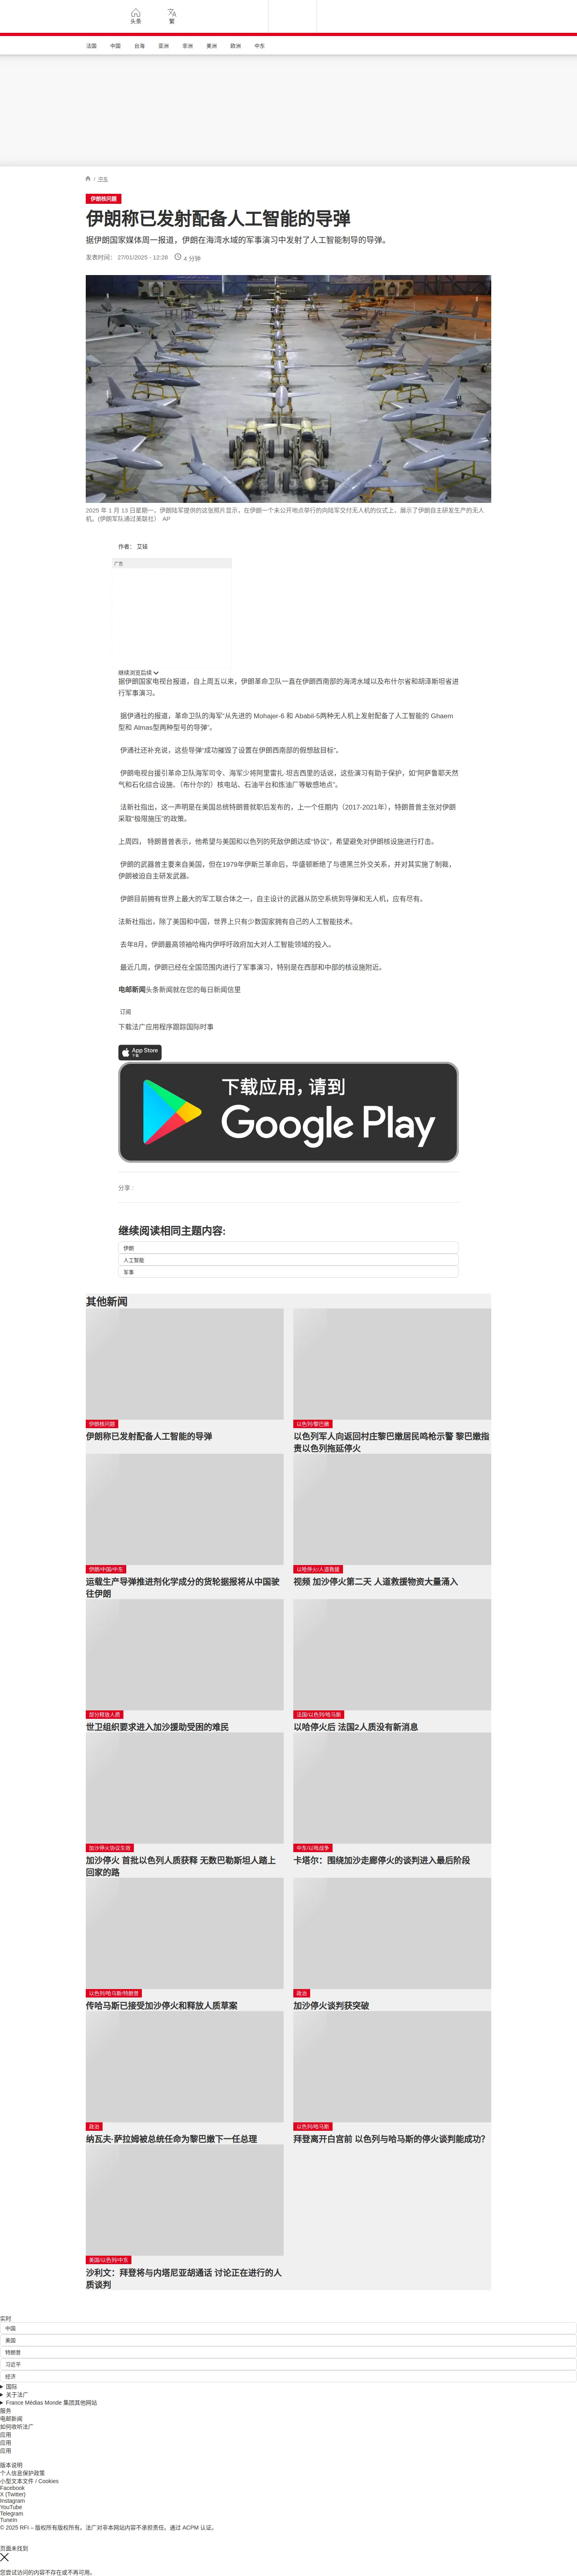 头条
繁
法国 中国 台海 亚洲 非洲 美洲 欧洲 中东
/ 中东
伊朗核问题
伊朗称已发射配备人工智能的导弹
据伊朗国家媒体周一报道，伊朗在海湾水域的军事演习中发射了人工智能制导的导弹。
发表时间： 27/01/2025 - 12:28 4 分钟
2025 年 1 月 13 日星期一，伊朗陆军提供的这张照片显示，在伊朗一个未公开地点举行的向陆军交付无人机的仪式上，展示了伊朗自主研发生产的无人
机。(伊朗军队通过美联社） AP
作者： 艾铭
广告
继续浏览后续
据伊朗国家电视台报道，自上周五以来，伊朗革命卫队一直在伊朗西南部的海湾水域以及布什尔省和胡泽斯坦省进
行军事演习。
据伊通社的报道，革命卫队的海军“从先进的 Mohajer-6 和 Ababil-5两种无人机上发射配备了人工智能的 Ghaem
型和 Almas型两种型号的导弹”。
伊通社还补充说，这些导弹“成功摧毁了设置在伊朗西南部的假想敌目标”。
伊朗电视台援引革命卫队海军司令、海军少将阿里雷扎·坦吉西里的话说，这些演习有助于保护，如“阿萨鲁耶天然
气和石化综合设施、（布什尔的）核电站、石油平台和炼油厂等敏感地点”。
法新社指出，这一声明是在美国总统特朗普就职后发布的，上一个任期内（2017-2021年），特朗普曾主张对伊朗
采取“极限施压”的政策。
上周四， 特朗普曾表示，他希望与美国和以色列的死敌伊朗达成“协议”，希望避免对伊朗核设施进行打击。
伊朗的武器曾主要来自美国，但在1979年伊斯兰革命后，华盛顿断绝了与德黑兰外交关系，并对其实施了制裁，
伊朗被迫自主研发武器。
伊朗目前拥有世界上最大的军工联合体之一，自主设计的武器从防空系统到导弹和无人机，应有尽有。
法新社指出，除了美国和中国，世界上只有少数国家拥有自己的人工智能技术。
去年8月，伊朗最高领袖哈梅内伊呼吁政府加大对人工智能领域的投入。
最近几周，伊朗已经在全国范围内进行了军事演习，特别是在西部和中部的核设施附近。
电邮新闻头条新闻就在您的每日新闻信里
订阅
下载法广应用程序跟踪国际时事
App Store
下载
下载应用，请到
Google Play
分享 :
继续阅读相同主题内容:
伊朗
人工智能
军事
其他新闻
伊朗核问题
伊朗称已发射配备人工智能的导弹
以色列/黎巴嫩
以色列军人向返回村庄黎巴嫩居民鸣枪示警 黎巴嫩指
责以色列拖延停火
伊朗/中国/中东
运载生产导弹推进剂化学成分的货轮据报将从中国驶
往伊朗
以哈停火/人道救援
视频 加沙停火第二天 人道救援物资大量涌入
部分释放人质
世卫组织要求进入加沙援助受困的难民
法国/以色列/哈马斯
以哈停火后 法国2人质没有新消息
加沙停火协议生效
加沙停火 首批以色列人质获释 无数巴勒斯坦人踏上
回家的路
中东/以哈战争
卡塔尔：围绕加沙走廊停火的谈判进入最后阶段
以色列/哈马斯/特朗普
传哈马斯已接受加沙停火和释放人质草案
政治
加沙停火谈判获突破
政治
纳瓦夫·萨拉姆被总统任命为黎巴嫩下一任总理
以色列/哈马斯
拜登离开白宫前 以色列与哈马斯的停火谈判能成功？
美国/以色列/中东
沙利文：拜登将与内塔尼亚胡通话 讨论正在进行的人
质谈判
实时
中国
美国
特朗普
习近平
经济
国际
关于法广
France Médias Monde 集团其他网站
服务
电邮新闻
如何收听法广
应用
应用
应用
版本说明
个人信息保护政策
小型文本文件 / Cookies
Facebook
X (Twitter)
Instagram
YouTube
Telegram
TuneIn
© 2025 RFI – 版权所有版权所有。法广对非本网站内容不承担责任。通过 ACPM 认证。
页面未找到
您尝试访问的内容不存在或不再可用。